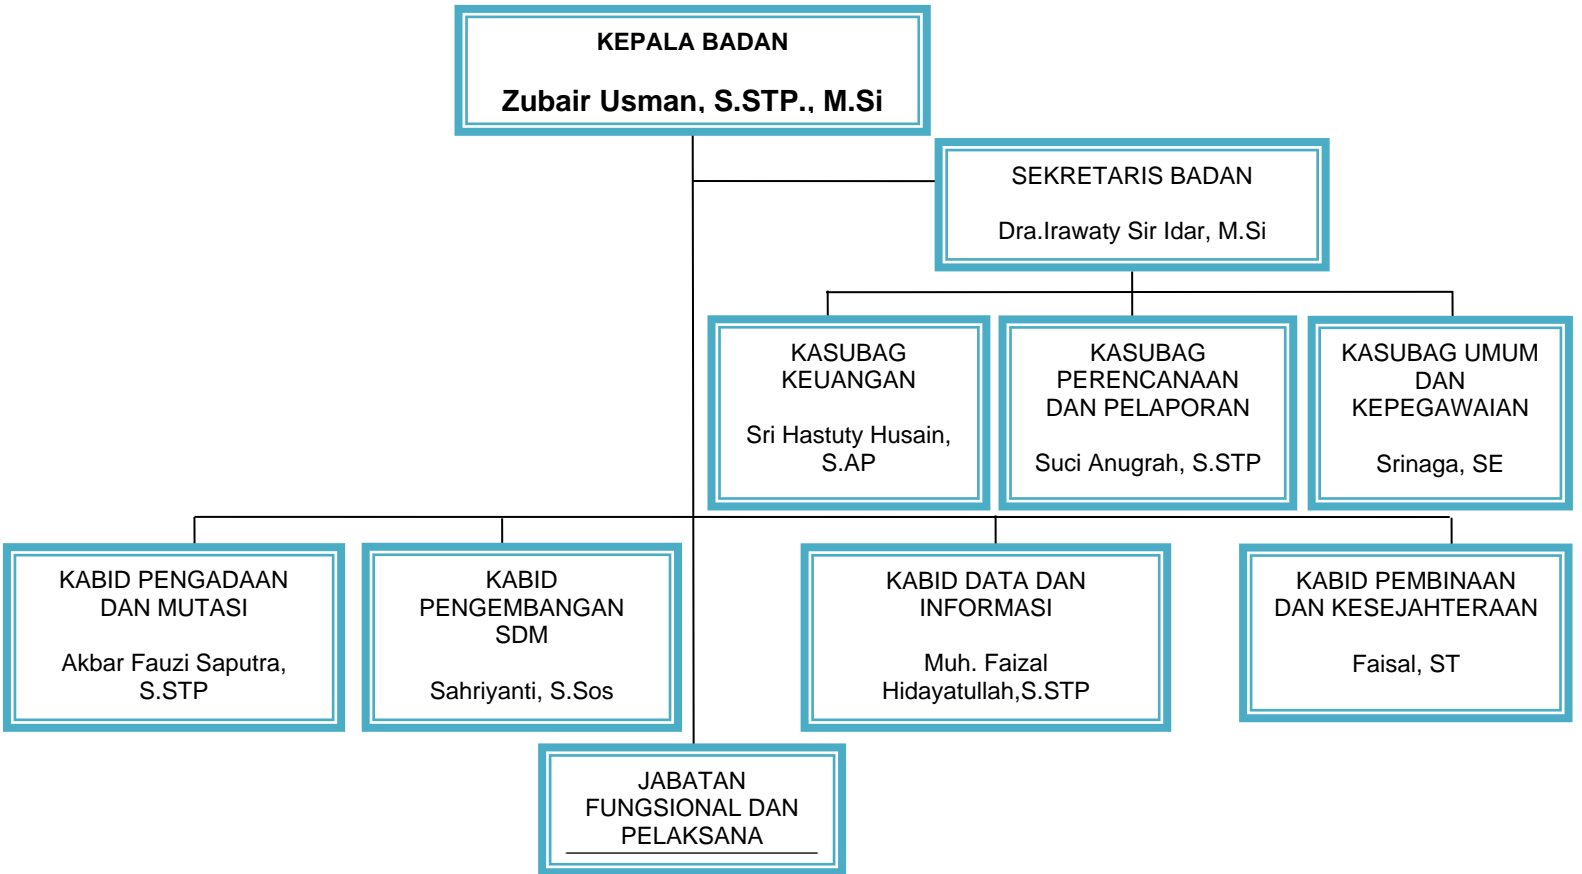 KEPALA BADAN
Zubair Usman, S.STP., M.Si
SEKRETARIS BADAN
Dra.Irawaty Sir Idar, M.Si
KASUBAG
KEUANGAN
Sri Hastuty Husain,
S.AP
KASUBAG
PERENCANAAN
DAN PELAPORAN
Suci Anugrah, S.STP
KASUBAG UMUM
DAN
KEPEGAWAIAN
Srinaga, SE
KABID PENGADAAN
DAN MUTASI
Akbar Fauzi Saputra,
S.STP
KABID
PENGEMBANGAN
SDM
Sahriyanti, S.Sos
KABID DATA DAN
INFORMASI
Muh. Faizal
Hidayatullah,S.STP
KABID PEMBINAAN
DAN KESEJAHTERAAN
Faisal, ST
JABATAN
FUNGSIONAL DAN
PELAKSANA